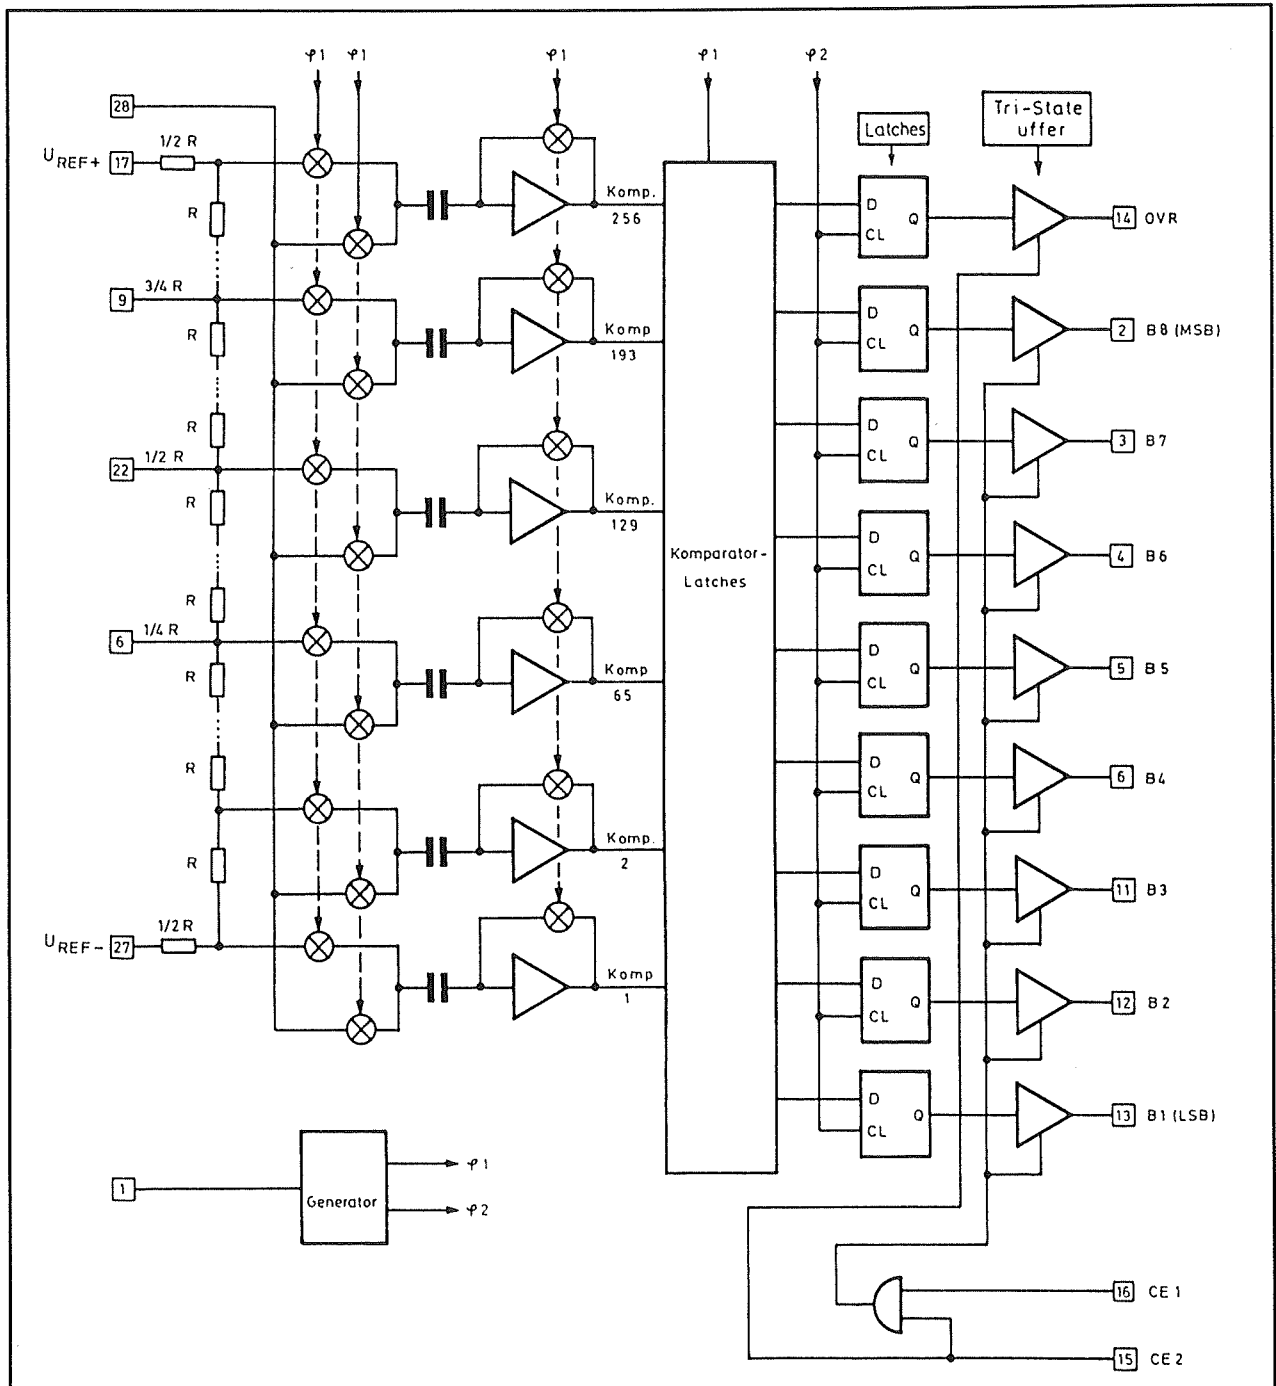 φ1 φ1 φ1 φ1 φ2
28
Latches
Tri-State
uffer
U REF+ 17 1/2 R
R
Komp.
256
D
CL
Q
14 OVR
9 3/4 R
R
Komp
193
D
CL
Q
2 B8 (MSB)
R
D
CL
Q
3 B7
22 1/2 R
R
Komp.
129
Komparator-
Latches
D
CL
Q
4 B6
R
6 1/4 R
R
Komp
65
D
CL
Q
5 B5
R
D
CL
Q
6 B4
R
Komp.
2
D
CL
Q
11 B3
U REF- 27 1/2 R
Komp
1
D
CL
Q
12 B2
D
CL
Q
13 B1 (LSB)
1
Generator
φ1
φ2
16 CE 1
15 CE 2